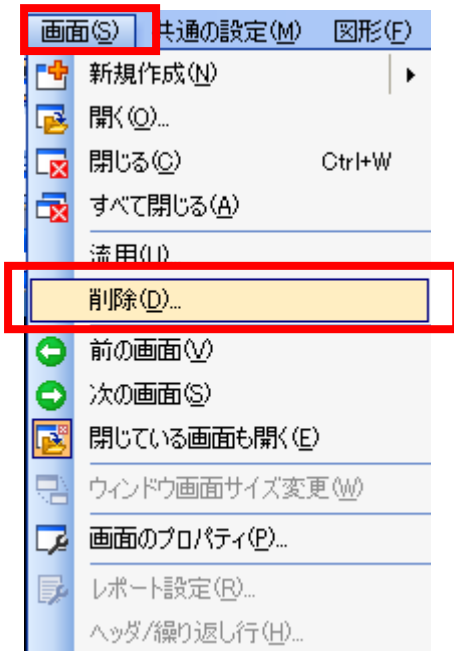 画面(S) 共通の設定(M) 図形(F)
新規作成(N)
開く(O)...
閉じる(C) Ctrl+W
すべて閉じる(A)
流用(U)
削除(D)...
前の画面(V)
次の画面(S)
閉じている画面も開く(E)
ウィンドウ画面サイズ変更(W)
画面のプロパティ(P)...
レポート設定(R)...
ヘッダ/繰り返し行(H)...